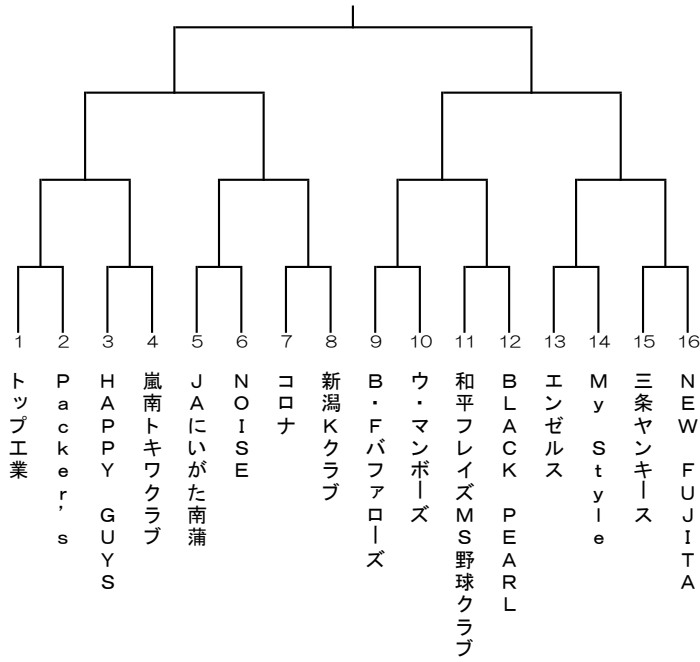 1 トップ工業
2 Packer's
3 HAPPY GUYS
4 嵐南トキワクラブ
5 JAにいがた南蒲
6 NOISE
7 コロナ
8 新潟Kクラブ
9 B・Fバファローズ
10 ウ・マンボーズ
11 和平フレイズMS野球クラブ
12 BLACK PEARL
13 エンゼルス
14 My Style
15 三条ヤンキース
16 NEW FUJITA